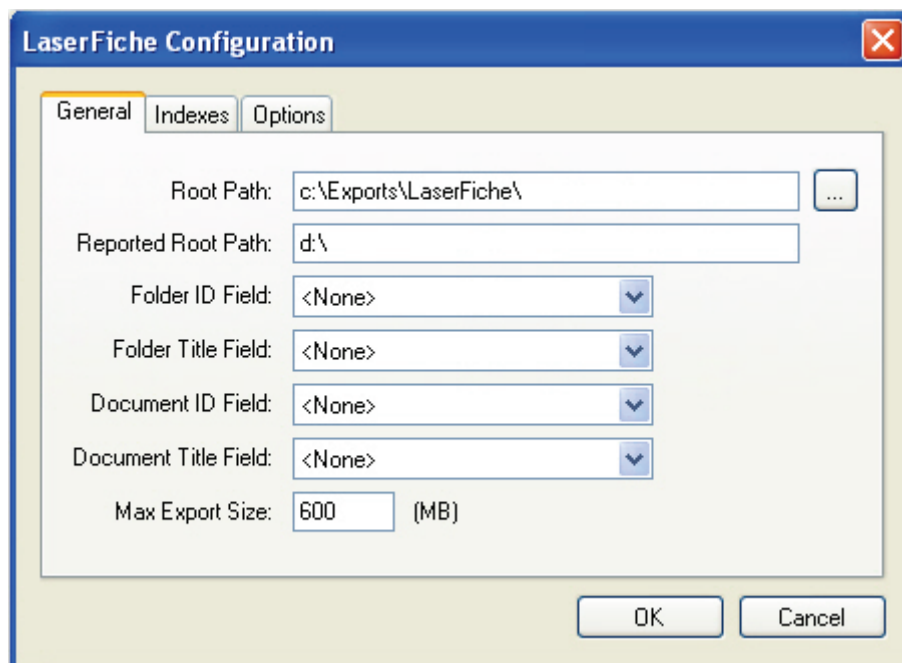 LaserFiche Configuration
General Indexes Options
Root Path: c:\Exports\LaserFiche\ ...
Reported Root Path: d:\
Folder ID Field: <None>
Folder Title Field: <None>
Document ID Field: <None>
Document Title Field: <None>
Max Export Size: 600 (MB)
OK Cancel